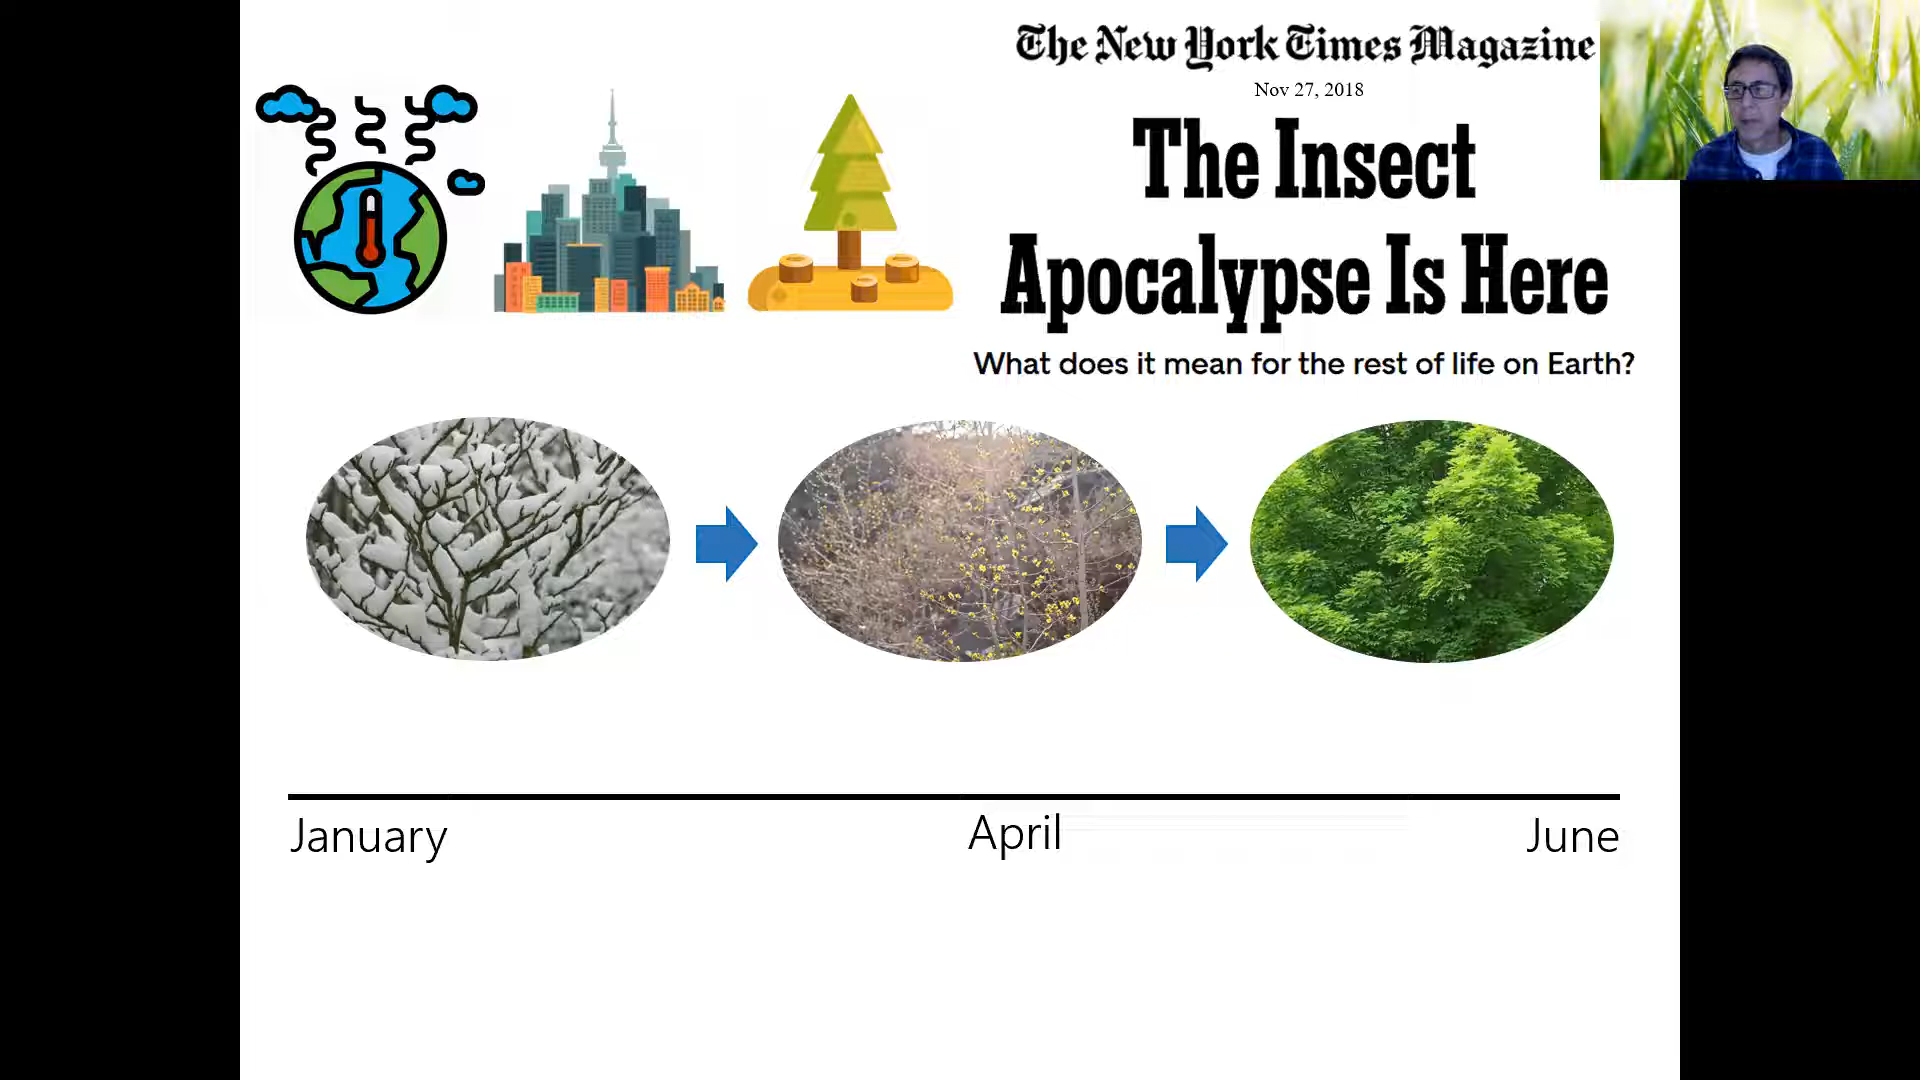 The New York Times Magazine
Nov 27, 2018
The Insect
Apocalypse Is Here
What does it mean for the rest of life on Earth?
January
April
June